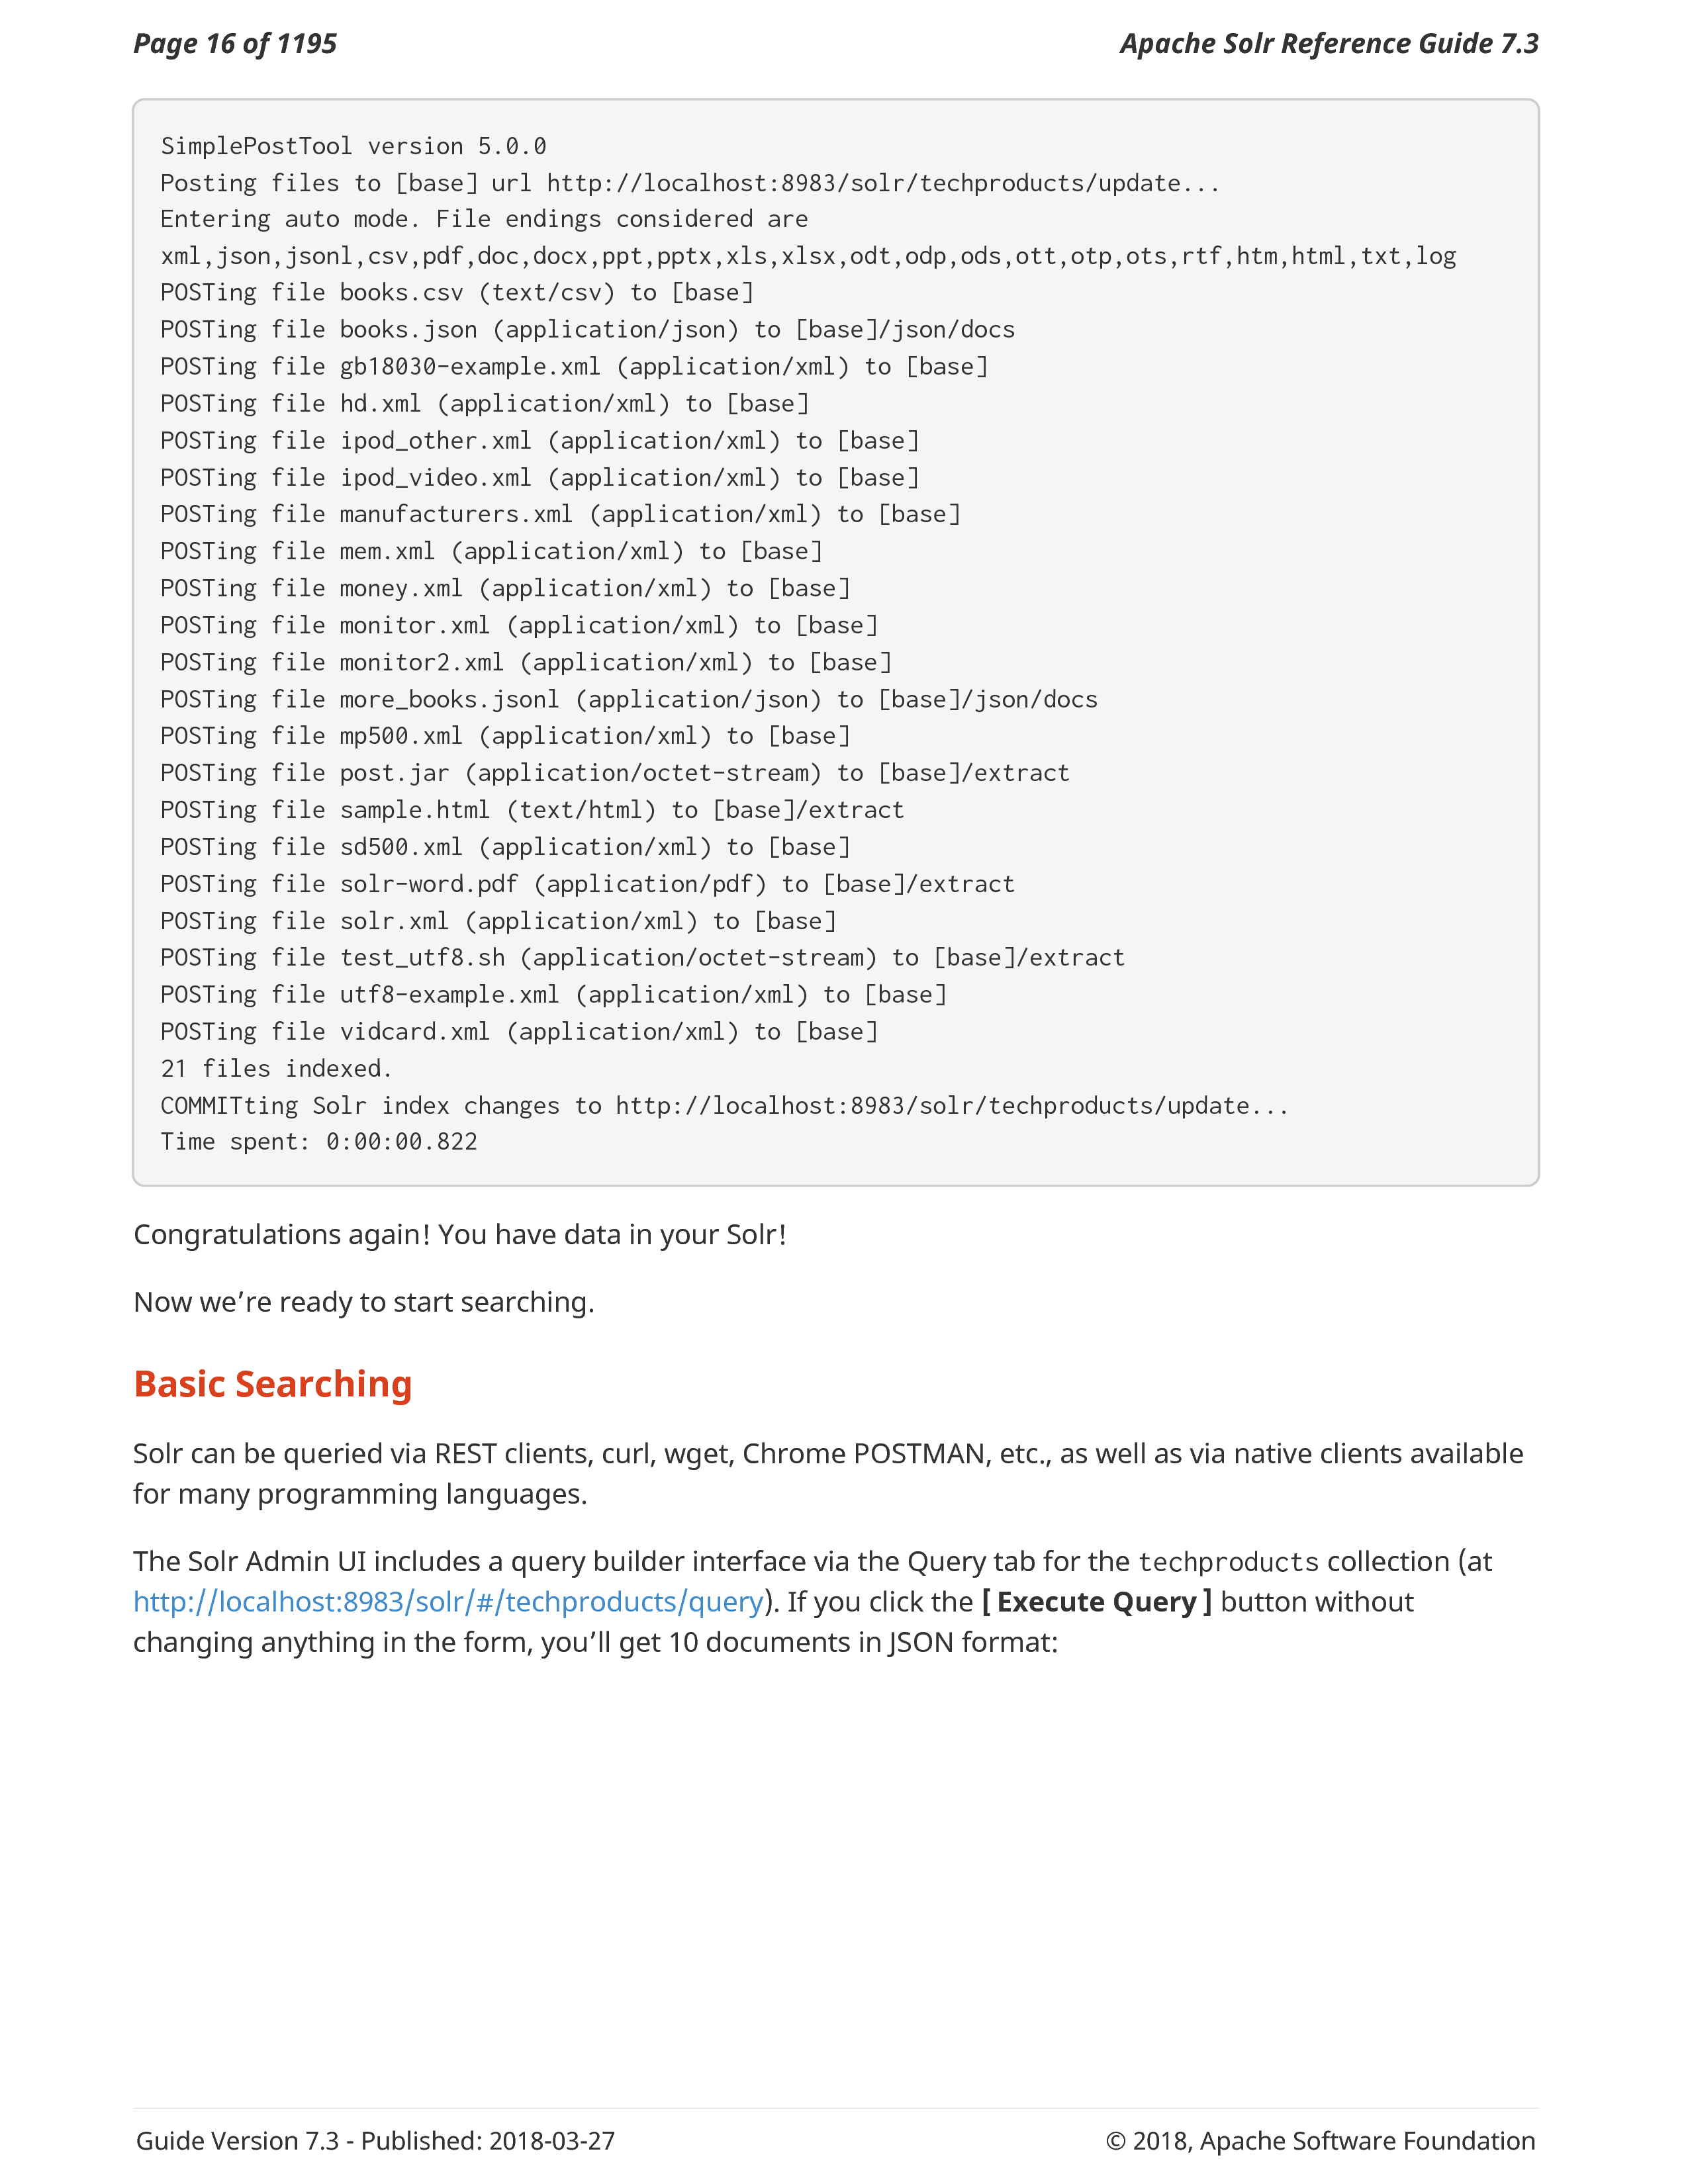 Page 16 of 1195
Apache Solr Reference Guide 7.3
SimplePostTool version 5.0.0
Posting files to [base] url http://localhost:8983/solr/techproducts/update...
Entering auto mode. File endings considered are
xml,json,jsonl,csv,pdf,doc,docx,ppt,pptx,xls,xlsx,odt,odp,ods,ott,otp,ots,rtf,htm,html,txt,log
POSTing file books.csv (text/csv) to [base]
POSTing file books.json (application/json) to [base]/json/docs
POSTing file gb18030-example.xml (application/xml) to [base]
POSTing file hd.xml (application/xml) to [base]
POSTing file ipod_other.xml (application/xml) to [base]
POSTing file ipod_video.xml (application/xml) to [base]
POSTing file manufacturers.xml (application/xml) to [base]
POSTing file mem.xml (application/xml) to [base]
POSTing file money.xml (application/xml) to [base]
POSTing file monitor.xml (application/xml) to [base]
POSTing file monitor2.xml (application/xml) to [base]
POSTing file more_books.jsonl (application/json) to [base]/json/docs
POSTing file mp500.xml (application/xml) to [base]
POSTing file post.jar (application/octet-stream) to [base]/extract
POSTing file sample.html (text/html) to [base]/extract
POSTing file sd500.xml (application/xml) to [base]
POSTing file solr-word.pdf (application/pdf) to [base]/extract
POSTing file solr.xml (application/xml) to [base]
POSTing file test_utf8.sh (application/octet-stream) to [base]/extract
POSTing file utf8-example.xml (application/xml) to [base]
POSTing file vidcard.xml (application/xml) to [base]
21 files indexed.
COMMITting Solr index changes to http://localhost:8983/solr/techproducts/update...
Time spent: 0:00:00.822
Congratulations again! You have data in your Solr!
Now we’re ready to start searching.
Basic Searching
Solr can be queried via REST clients, curl, wget, Chrome POSTMAN, etc., as well as via native clients available
for many programming languages.
The Solr Admin UI includes a query builder interface via the Query tab for the techproducts collection (at
http://localhost:8983/solr/#/techproducts/query). If you click the [ Execute Query ] button without
changing anything in the form, you’ll get 10 documents in JSON format:
Guide Version 7.3 - Published: 2018-03-27
© 2018, Apache Software Foundation